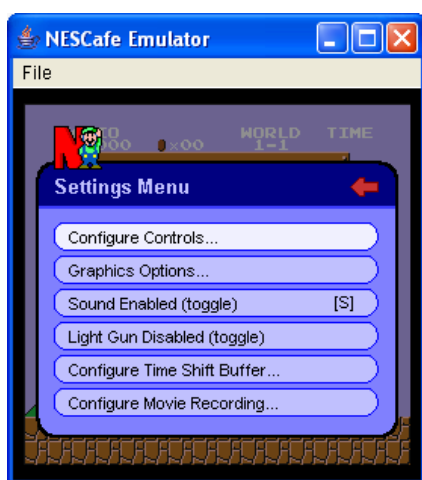 NESCafe Emulator
File
WORLD TIME
×00 1-1
N
Settings Menu
Configure Controls...
Graphics Options...
Sound Enabled (toggle) [S]
Light Gun Disabled (toggle)
Configure Time Shift Buffer...
Configure Movie Recording...